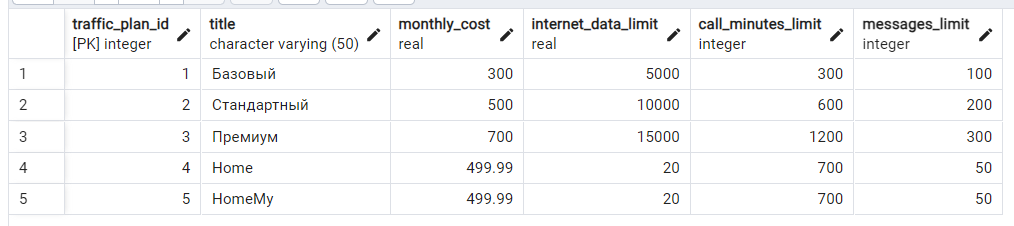 traffic_plan_id title monthly_cost internet_data_limit call_minutes_limit messages_limit
[PK] integer character varying (50) real real integer integer
1 1 Базовый 300 5000 300 100
2 2 Стандартный 500 10000 600 200
3 3 Премиум 700 15000 1200 300
4 4 Home 499.99 20 700 50
5 5 HomeMy 499.99 20 700 50